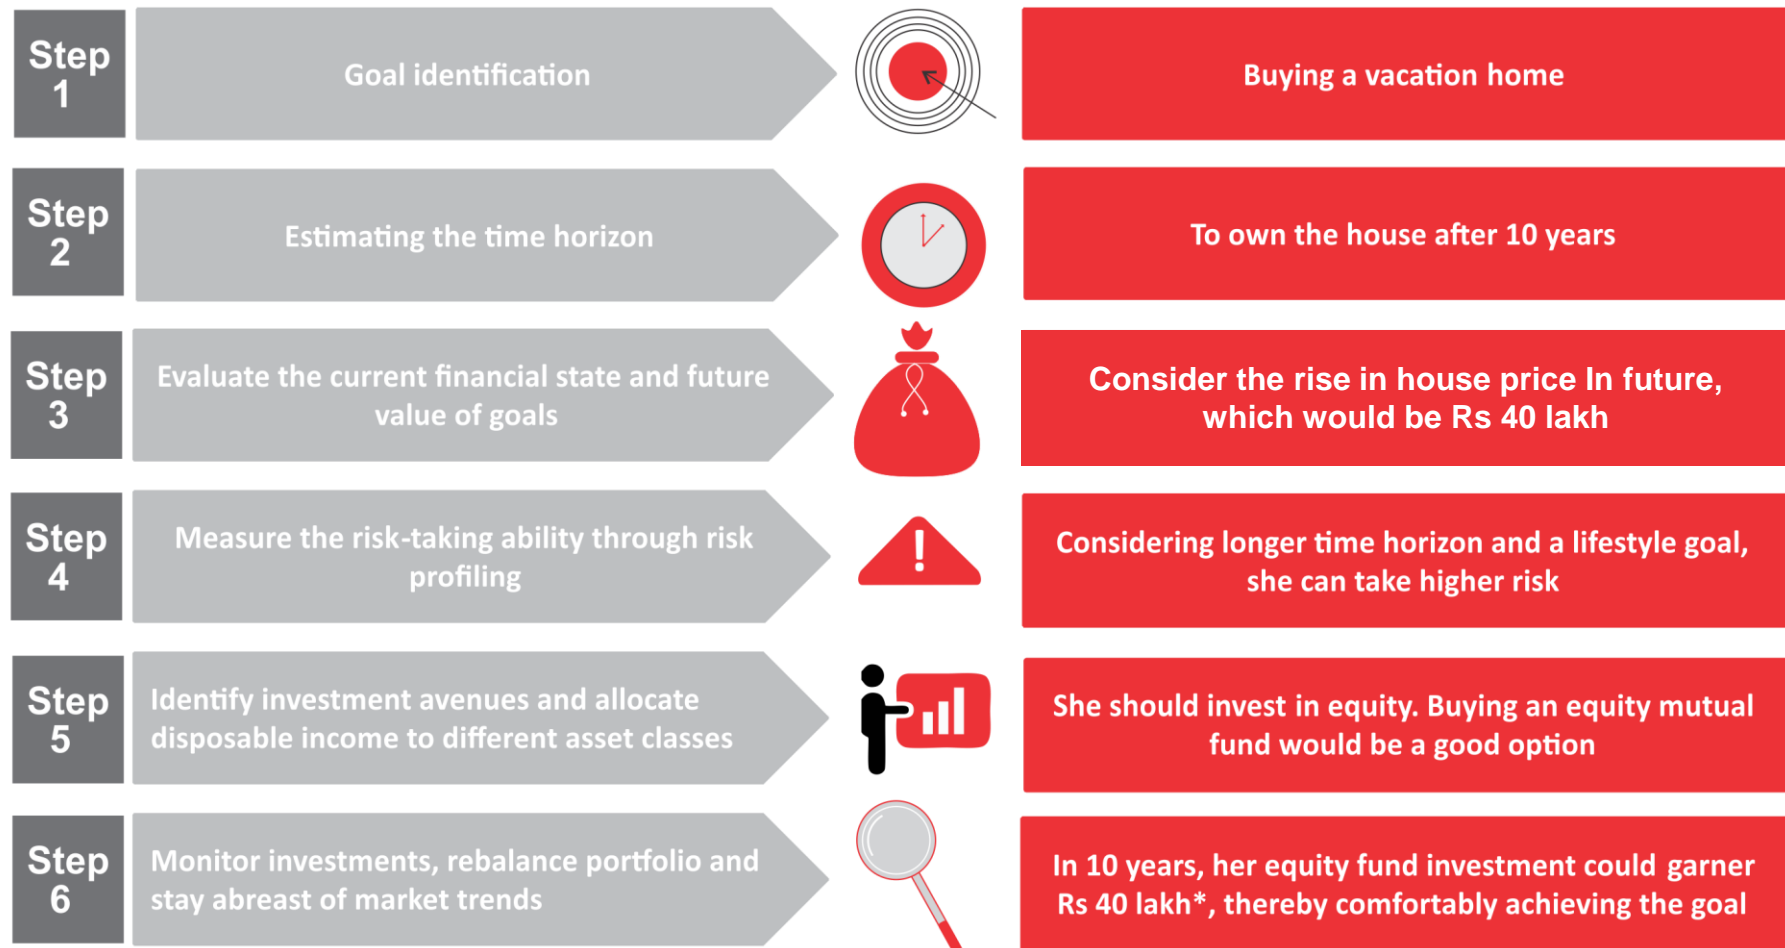 Step
1
Goal identification
Buying a vacation home
Step
2
Estimating the time horizon
To own the house after 10 years
Step
3
Evaluate the current financial state and future
value of goals
Consider the rise in house price In future,
which would be Rs 40 lakh
Step
4
Measure the risk-taking ability through risk
profiling
Considering longer time horizon and a lifestyle goal,
she can take higher risk
Step
5
Identify investment avenues and allocate
disposable income to different asset classes
She should invest in equity. Buying an equity mutual
fund would be a good option
Step
6
Monitor investments, rebalance portfolio and
stay abreast of market trends
In 10 years, her equity fund investment could garner
Rs 40 lakh*, thereby comfortably achieving the goal